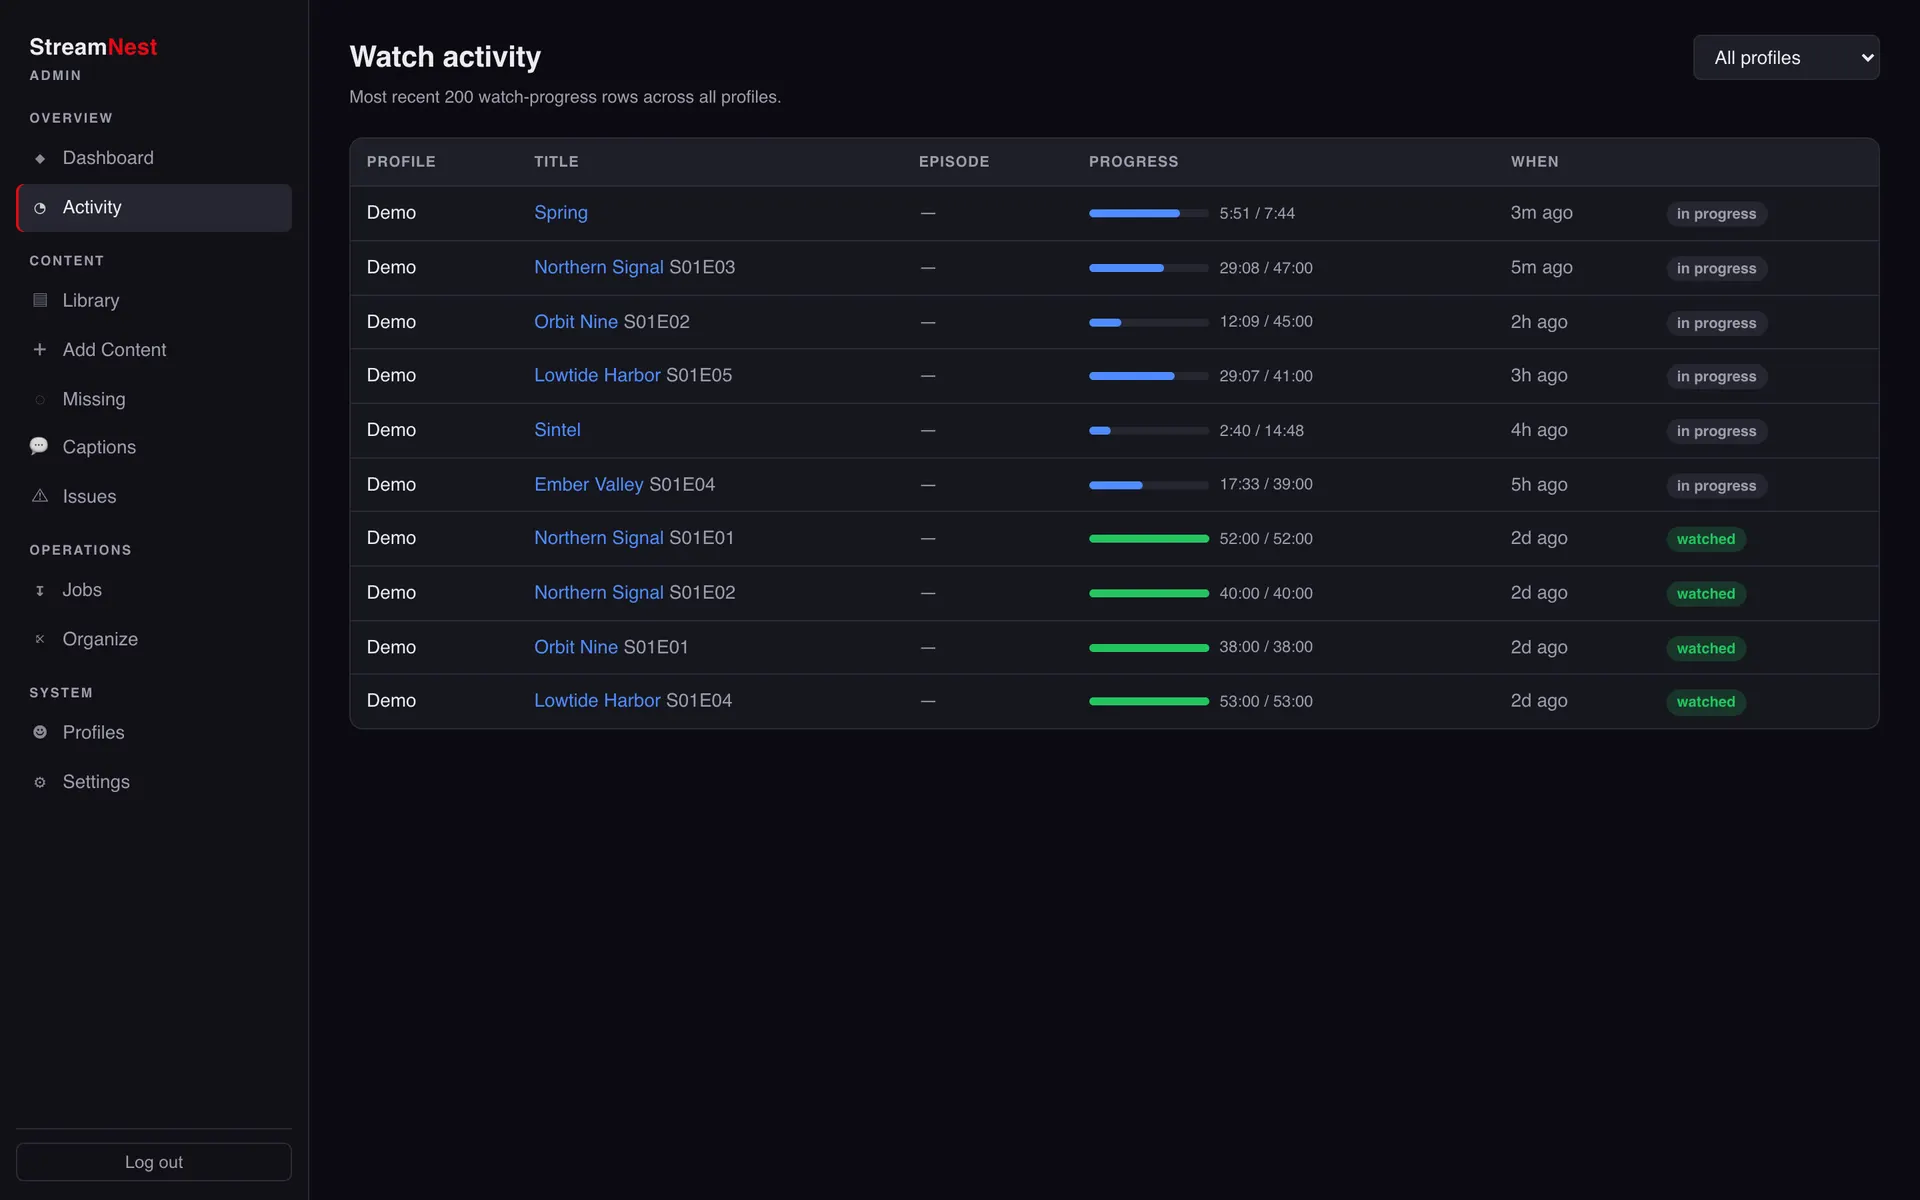 StreamNest
ADMIN
OVERVIEW
Dashboard
Activity
CONTENT
Library
Add Content
Missing
Captions
Issues
OPERATIONS
Jobs
Organize
SYSTEM
Profiles
Settings
Log out
Watch activity
Most recent 200 watch-progress rows across all profiles.
All profiles
PROFILE TITLE EPISODE PROGRESS WHEN
Demo Spring — 5:51 / 7:44 3m ago in progress
Demo Northern Signal S01E03 — 29:08 / 47:00 5m ago in progress
Demo Orbit Nine S01E02 — 12:09 / 45:00 2h ago in progress
Demo Lowtide Harbor S01E05 — 29:07 / 41:00 3h ago in progress
Demo Sintel — 2:40 / 14:48 4h ago in progress
Demo Ember Valley S01E04 — 17:33 / 39:00 5h ago in progress
Demo Northern Signal S01E01 — 52:00 / 52:00 2d ago watched
Demo Northern Signal S01E02 — 40:00 / 40:00 2d ago watched
Demo Orbit Nine S01E01 — 38:00 / 38:00 2d ago watched
Demo Lowtide Harbor S01E04 — 53:00 / 53:00 2d ago watched